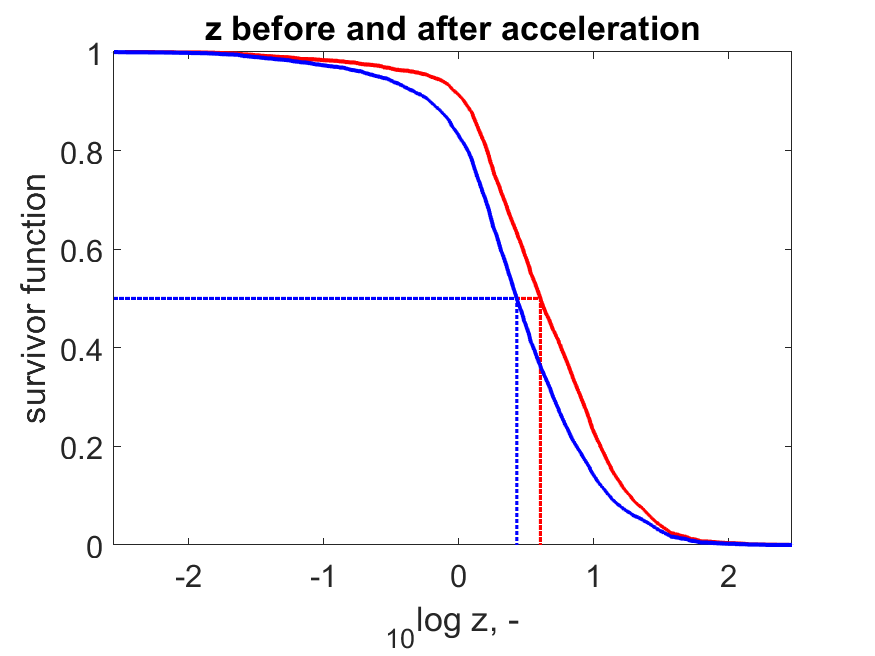 z before and after acceleration
survivor function
1
0.8
0.6
0.4
0.2
0
-2 -1 0 1 2
10log z, -